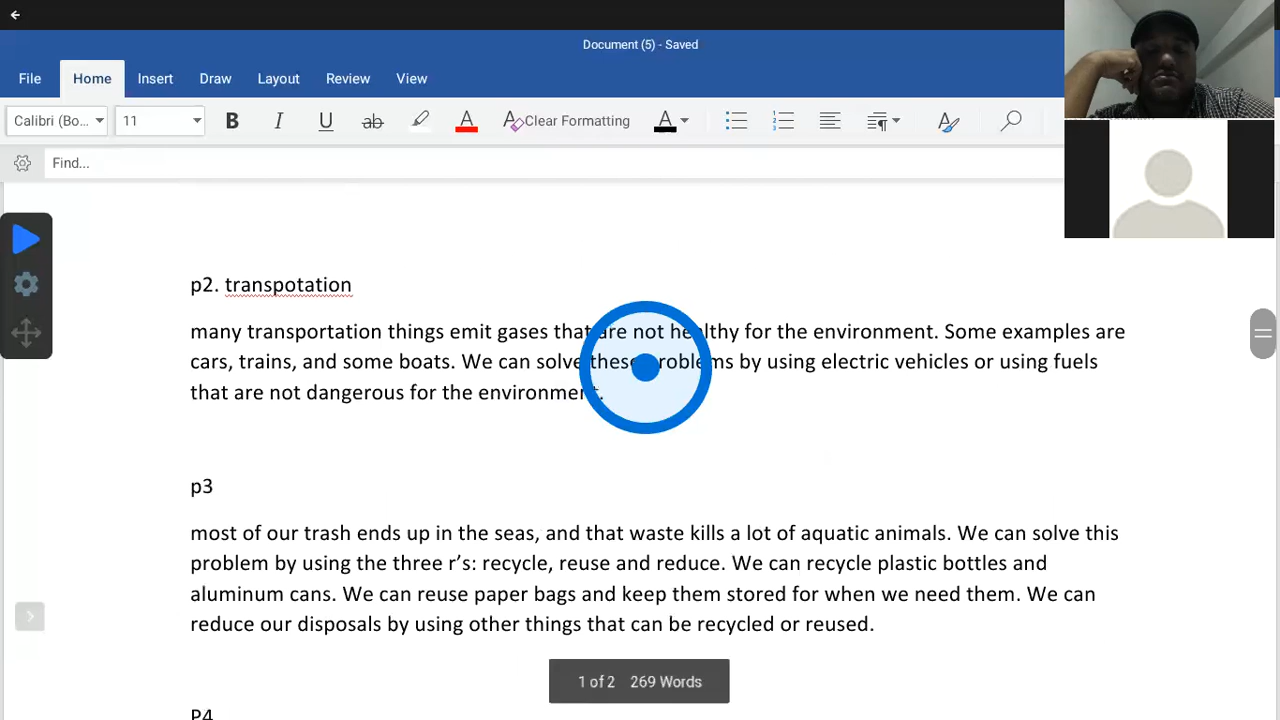 Document (5) - Saved
File Home Insert Draw Layout Review View
Calibri (Bo... 11 B I U ab A Clear Formatting A
Find...
p2. transpotation
many transportation things emit gases that are not healthy for the environment. Some examples are
cars, trains, and some boats. We can solve these problems by using electric vehicles or using fuels
that are not dangerous for the environment.
p3
most of our trash ends up in the seas, and that waste kills a lot of aquatic animals. We can solve this
problem by using the three r’s: recycle, reuse and reduce. We can recycle plastic bottles and
aluminum cans. We can reuse paper bags and keep them stored for when we need them. We can
reduce our disposals by using other things that can be recycled or reused.
1 of 2 269 Words
P4